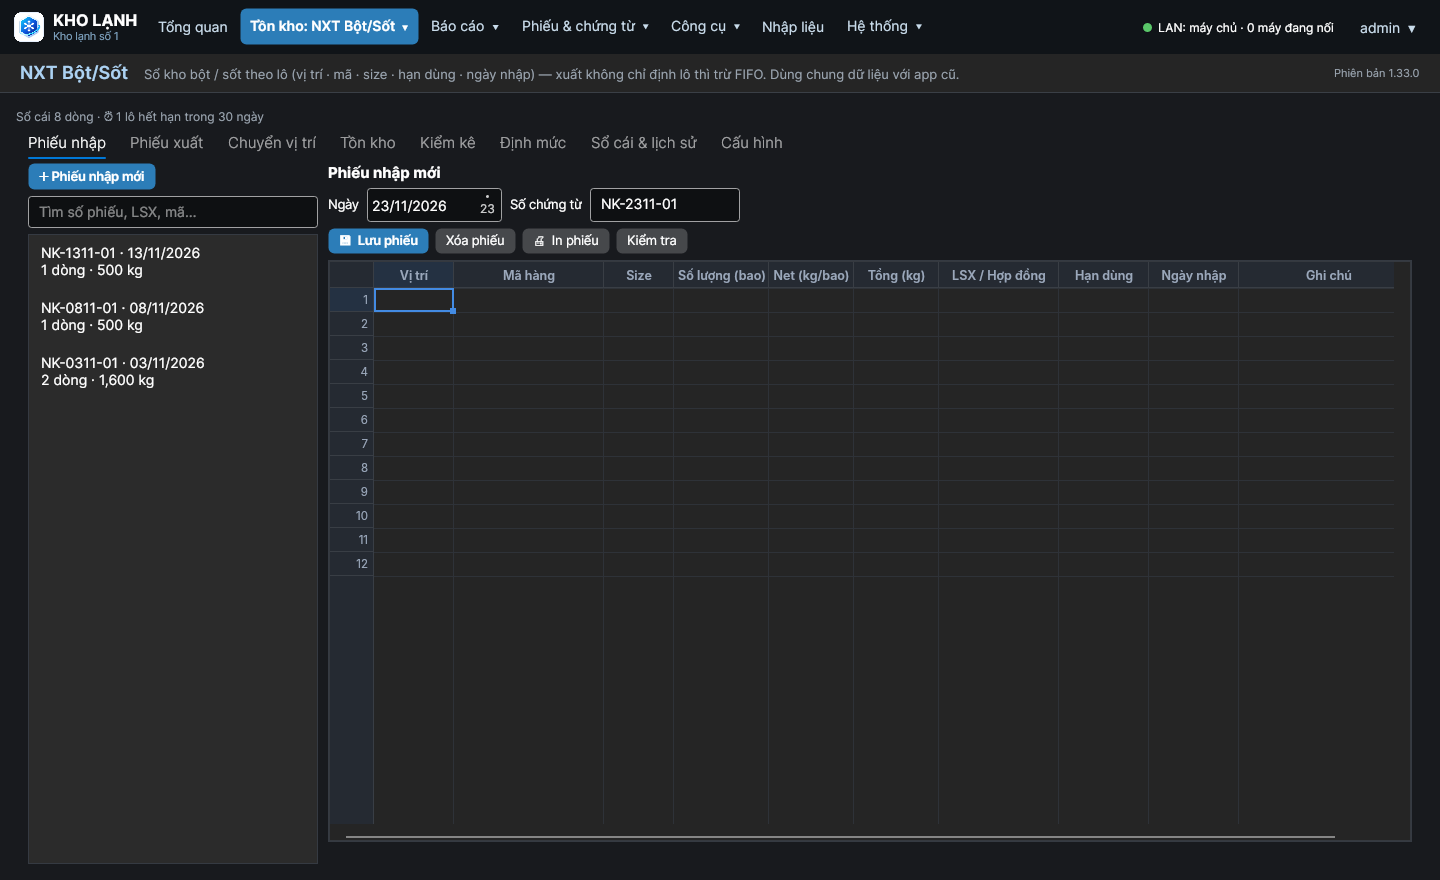 KHO LẠNH
Kho lạnh số 1
Tổng quan
Tồn kho: NXT Bột/Sốt ▾
Báo cáo ▾
Phiếu & chứng từ ▾
Công cụ ▾
Nhập liệu
Hệ thống ▾
LAN: máy chủ · 0 máy đang nối
admin ▾
NXT Bột/Sốt
Sổ kho bột / sốt theo lô (vị trí · mã · size · hạn dùng · ngày nhập) — xuất không chỉ định lô thì trừ FIFO. Dùng chung dữ liệu với app cũ.
Phiên bản 1.33.0
Sổ cái 8 dòng · ⏰ 1 lô hết hạn trong 30 ngày
Phiếu nhập
Phiếu xuất
Chuyển vị trí
Tồn kho
Kiểm kê
Định mức
Sổ cái & lịch sử
Cấu hình
+ Phiếu nhập mới
Tìm số phiếu, LSX, mã...
NK-1311-01 · 13/11/2026
1 dòng · 500 kg
NK-0811-01 · 08/11/2026
1 dòng · 500 kg
NK-0311-01 · 03/11/2026
2 dòng · 1,600 kg
Phiếu nhập mới
Ngày
23/11/2026
23
Số chứng từ
NK-2311-01
Lưu phiếu
Xóa phiếu
In phiếu
Kiểm tra
Vị trí
Mã hàng
Size
Số lượng (bao)
Net (kg/bao)
Tổng (kg)
LSX / Hợp đồng
Hạn dùng
Ngày nhập
Ghi chú
1
2
3
4
5
6
7
8
9
10
11
12